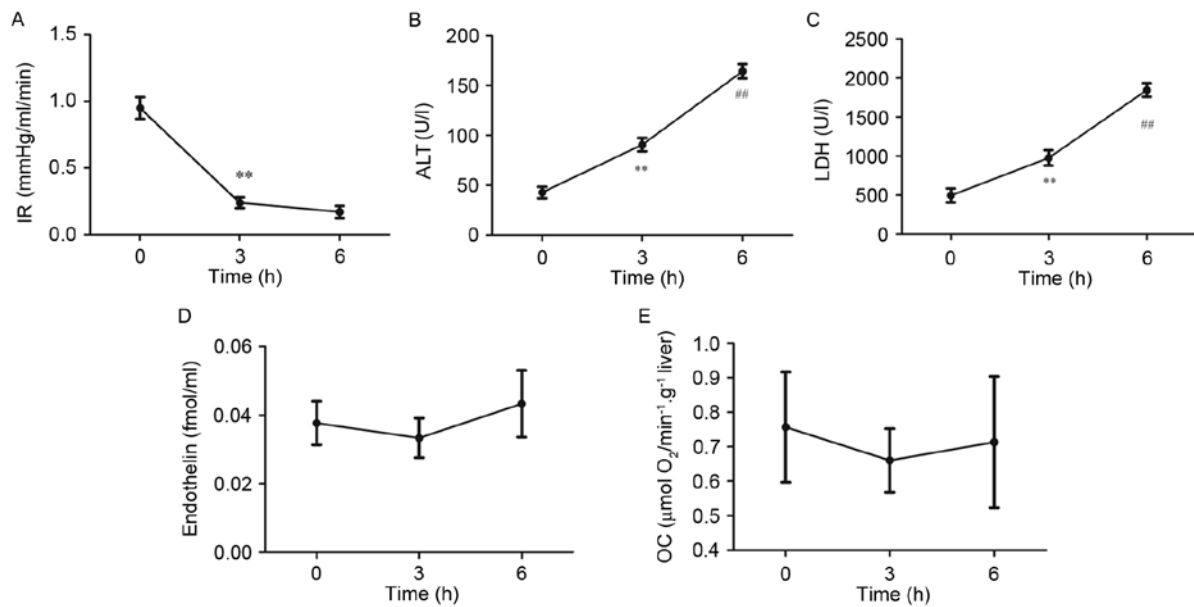 A
IR (mmHg/ml/min)
1.5
1.0
0.5
0.0
**
0 3 6
Time (h)
B
ALT (U/l)
200
150
100
50
0
**
##
0 3 6
Time (h)
C
LDH (U/l)
2500
2000
1500
1000
500
0
**
##
0 3 6
Time (h)
D
Endothelin (fmol/ml)
0.06
0.04
0.02
0.00
0 3 6
Time (h)
E
OC (μmol O₂/min⁻¹.g⁻¹ liver)
1.0
0.9
0.8
0.7
0.6
0.5
0.4
0 3 6
Time (h)